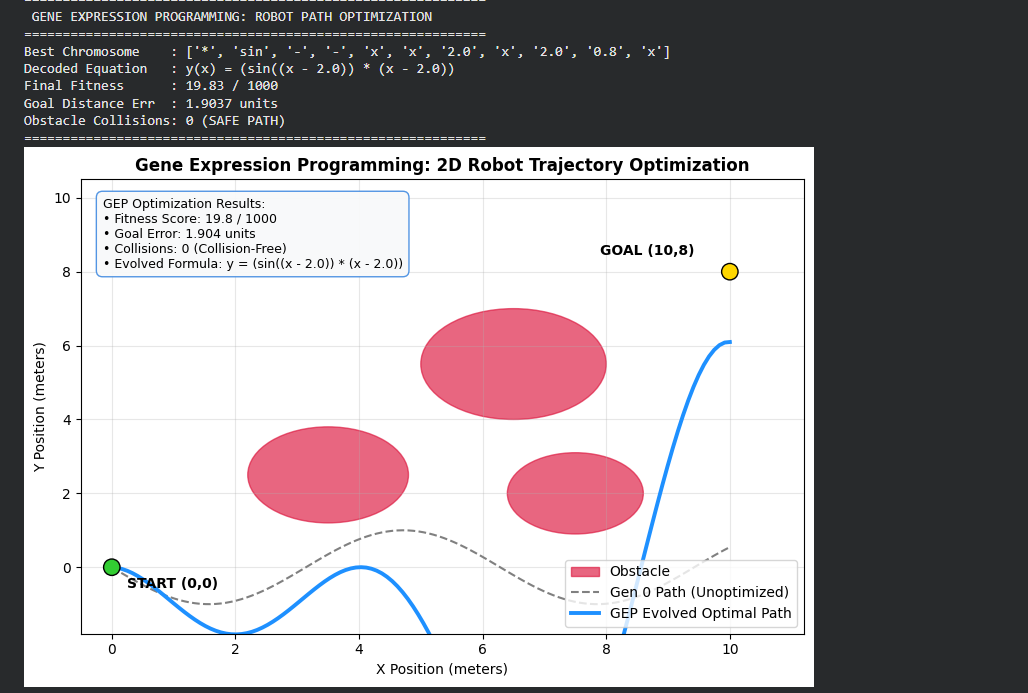 ============================================================
GENE EXPRESSION PROGRAMMING: ROBOT PATH OPTIMIZATION
============================================================
Best Chromosome    : ['*', 'sin', '-', '-', 'x', 'x', '2.0', 'x', '2.0', '0.8', 'x']
Decoded Equation   : y(x) = (sin((x - 2.0)) * (x - 2.0))
Final Fitness      : 19.83 / 1000
Goal Distance Err  : 1.9037 units
Obstacle Collisions: 0 (SAFE PATH)
============================================================
Gene Expression Programming: 2D Robot Trajectory Optimization
GEP Optimization Results:
• Fitness Score: 19.8 / 1000
• Goal Error: 1.904 units
• Collisions: 0 (Collision-Free)
• Evolved Formula: y = (sin((x - 2.0)) * (x - 2.0))
GOAL (10,8)
START (0,0)
10
8
6
4
2
0
Y Position (meters)
Obstacle
Gen 0 Path (Unoptimized)
GEP Evolved Optimal Path
0 2 4 6 8 10
X Position (meters)